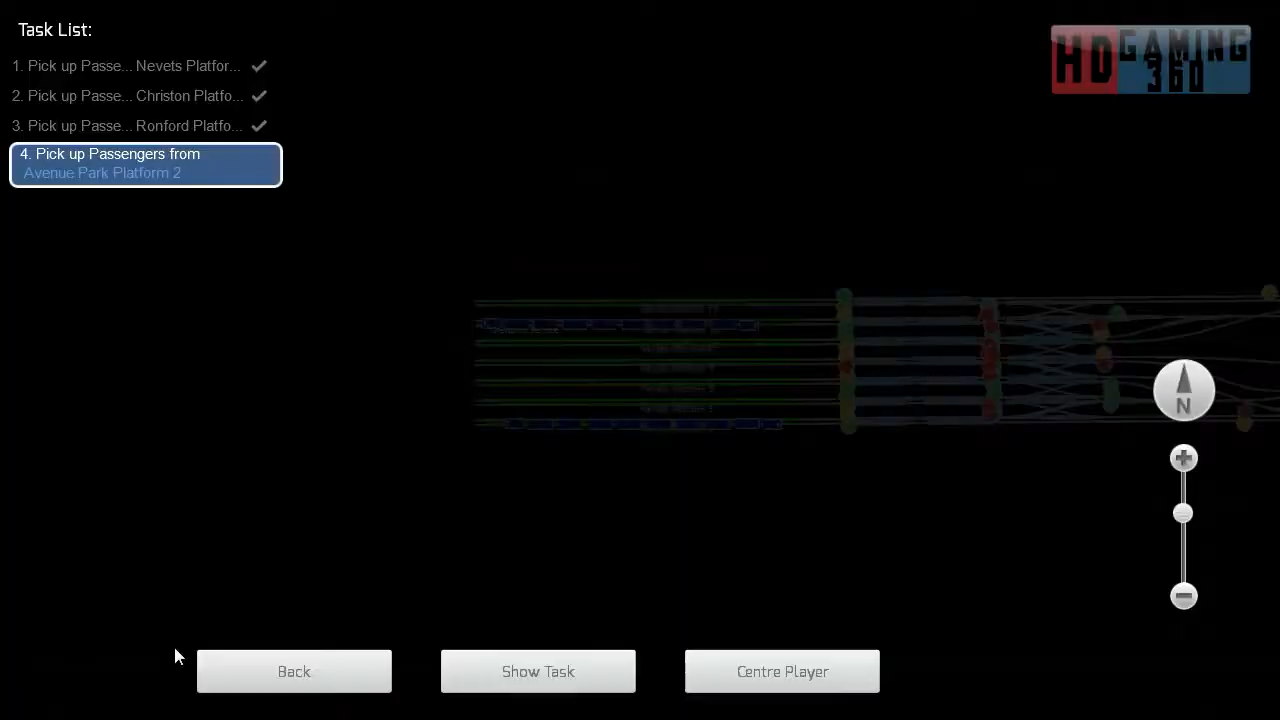 Task List:
1. Pick up Passe... Nevets Platfor...
2. Pick up Passe... Christon Platfo...
3. Pick up Passe... Ronford Platfo...
4. Pick up Passengers from
Avenue Park Platform 2
HD GAMING
360
N
Back
Show Task
Centre Player